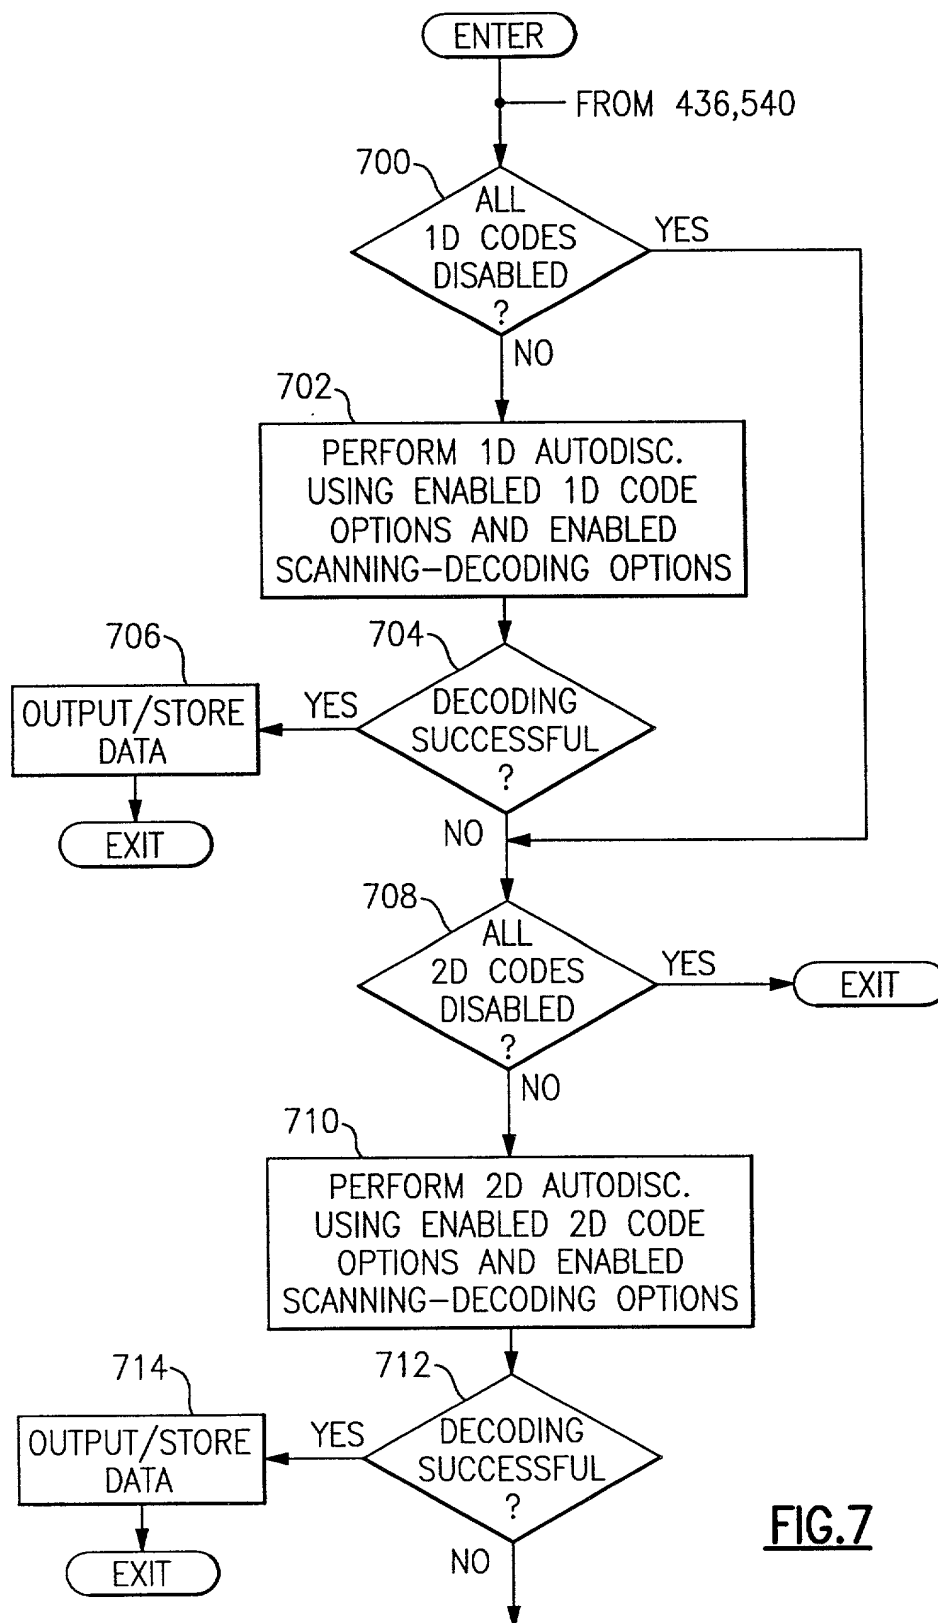 ENTER
FROM 436,540
700
ALL
1D CODES
DISABLED
?
YES
NO
702
PERFORM 1D AUTODISC.
USING ENABLED 1D CODE
OPTIONS AND ENABLED
SCANNING-DECODING OPTIONS
704
706
DECODING
SUCCESSFUL
?
YES
OUTPUT/STORE
DATA
EXIT
NO
708
ALL
2D CODES
DISABLED
?
YES
EXIT
NO
710
PERFORM 2D AUTODISC.
USING ENABLED 2D CODE
OPTIONS AND ENABLED
SCANNING-DECODING OPTIONS
712
714
DECODING
SUCCESSFUL
?
YES
OUTPUT/STORE
DATA
EXIT
NO
FIG.7